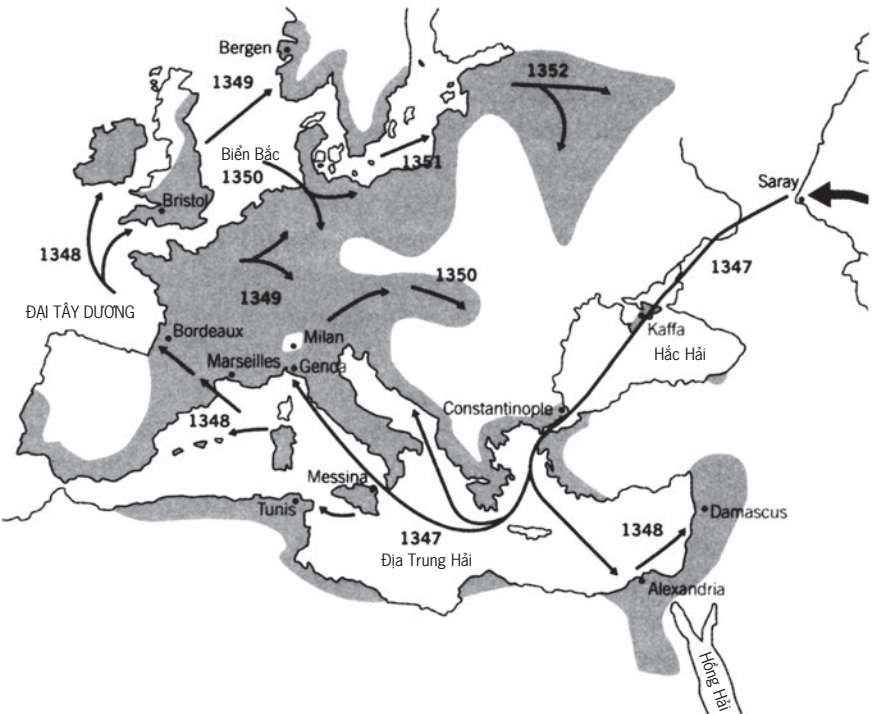 Bergen
1349
1352
Biển Bắc
1350
1351
Saray
Bristol
1348
1347
1349
1350
ĐẠI TÂY DƯƠNG
Bordeaux
Milan
Kaffa
Hắc Hải
Marseilles
Genoa
Constantinople
1348
Messina
Tunis
1347
1348
Damascus
Địa Trung Hải
Alexandria
Hồng Hải